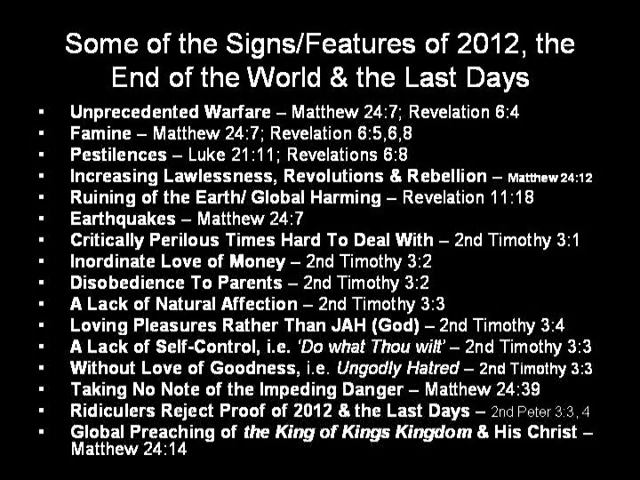 Some of the Signs/Features of 2012, the
End of the World & the Last Days
▪ Unprecedented Warfare – Matthew 24:7; Revelation 6:4
▪ Famine – Matthew 24:7; Revelation 6:5,6,8
▪ Pestilences – Luke 21:11; Revelations 6:8
▪ Increasing Lawlessness, Revolutions & Rebellion – Matthew 24:12
▪ Ruining of the Earth/ Global Harming – Revelation 11:18
▪ Earthquakes – Matthew 24:7
▪ Critically Perilous Times Hard To Deal With – 2nd Timothy 3:1
▪ Inordinate Love of Money – 2nd Timothy 3:2
▪ Disobedience To Parents – 2nd Timothy 3:2
▪ A Lack of Natural Affection – 2nd Timothy 3:3
▪ Loving Pleasures Rather Than JAH (God) – 2nd Timothy 3:4
▪ A Lack of Self-Control, i.e. ‘Do what Thou wilt’ – 2nd Timothy 3:3
▪ Without Love of Goodness, i.e. Ungodly Hatred – 2nd Timothy 3:3
▪ Taking No Note of the Impeding Danger – Matthew 24:39
▪ Ridiculers Reject Proof of 2012 & the Last Days – 2nd Peter 3:3, 4
▪ Global Preaching of the King of Kings Kingdom & His Christ –
Matthew 24:14